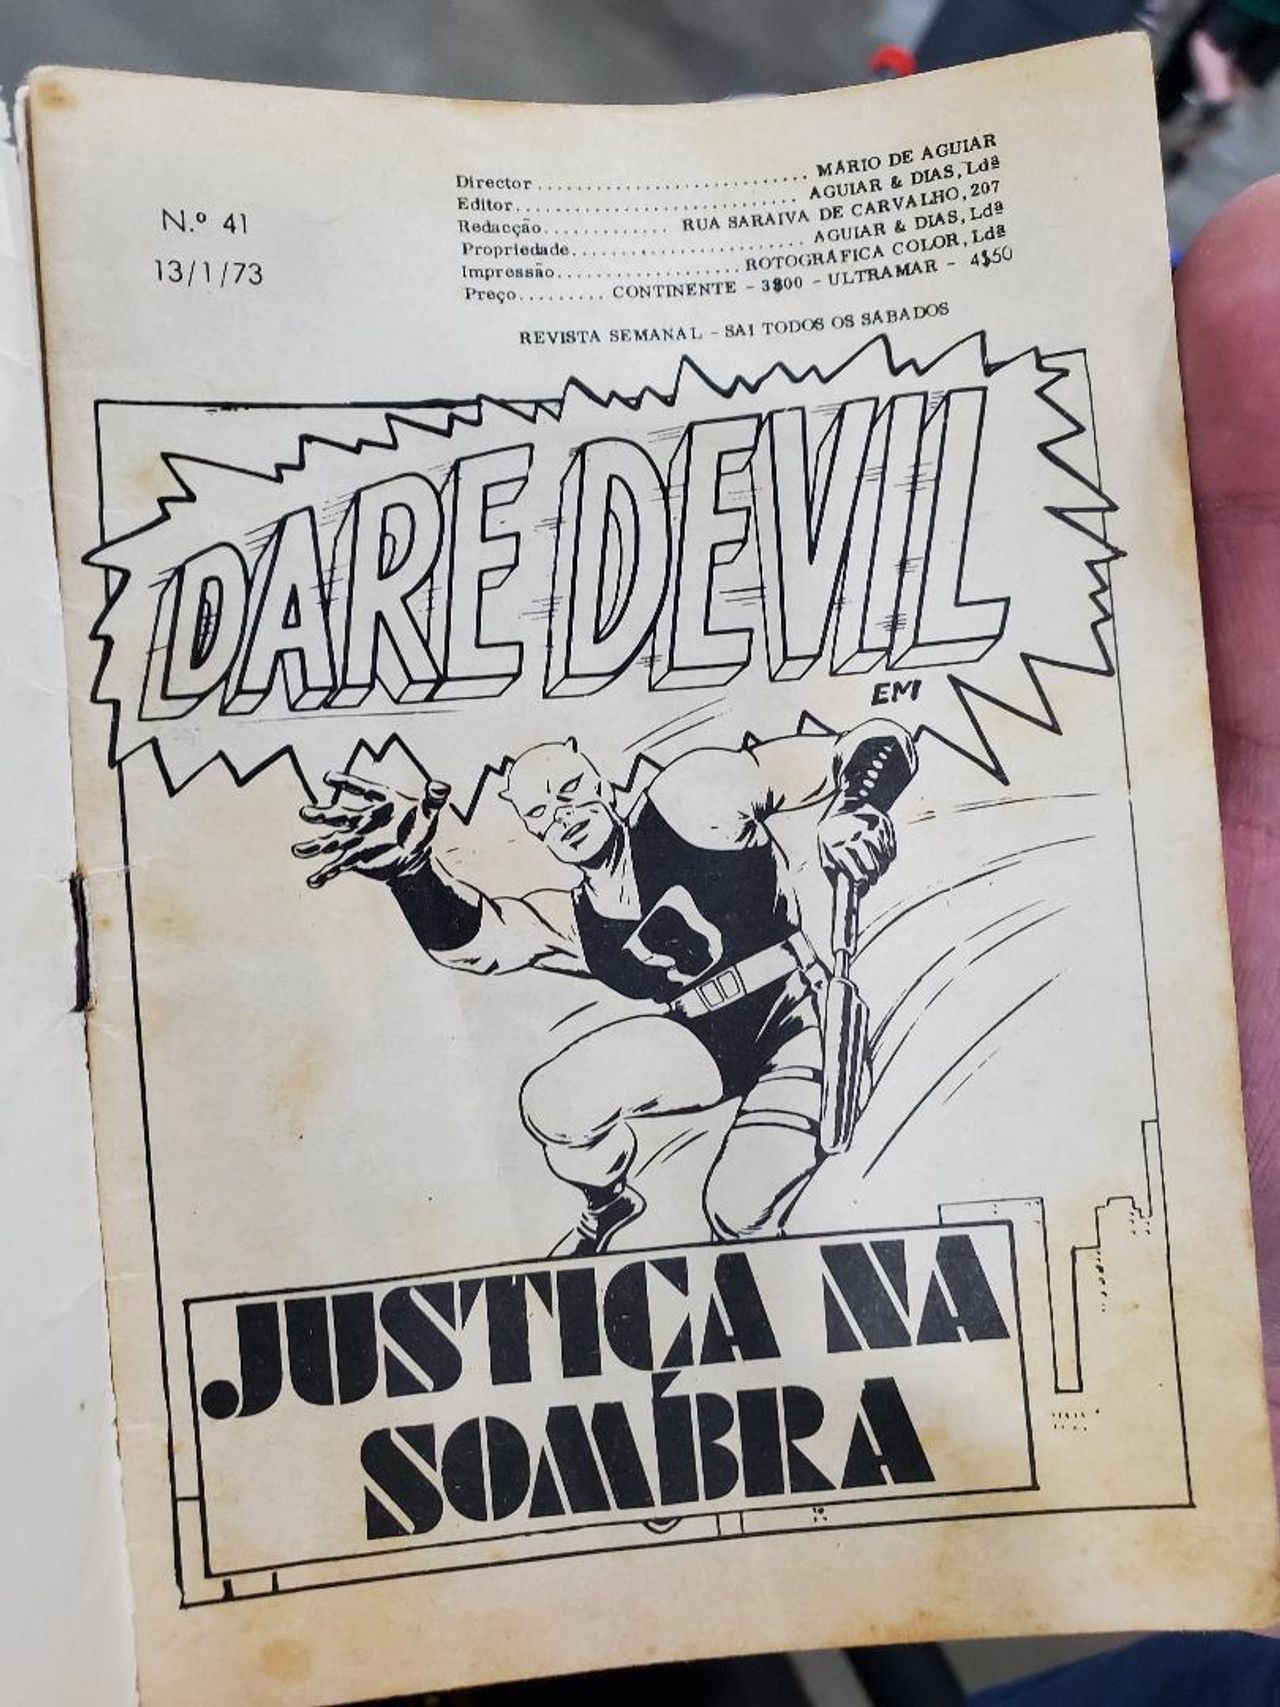 N.º 41
13/1/73
Director............................ MÁRIO DE AGUIAR
Editor............................. AGUIAR & DIAS, Ldª
Redacção............. RUA SARAIVA DE CARVALHO, 207
Propriedade........................ AGUIAR & DIAS, Ldª
Impressão................... ROTOGRÁFICA COLOR, Ldª
Preço......... CONTINENTE - 3$00 - ULTRAMAR - 4$50
REVISTA SEMANAL - SAI TODOS OS SÁBADOS
DARE DEVIL
EM
JUSTIÇA NA
SOMBRA